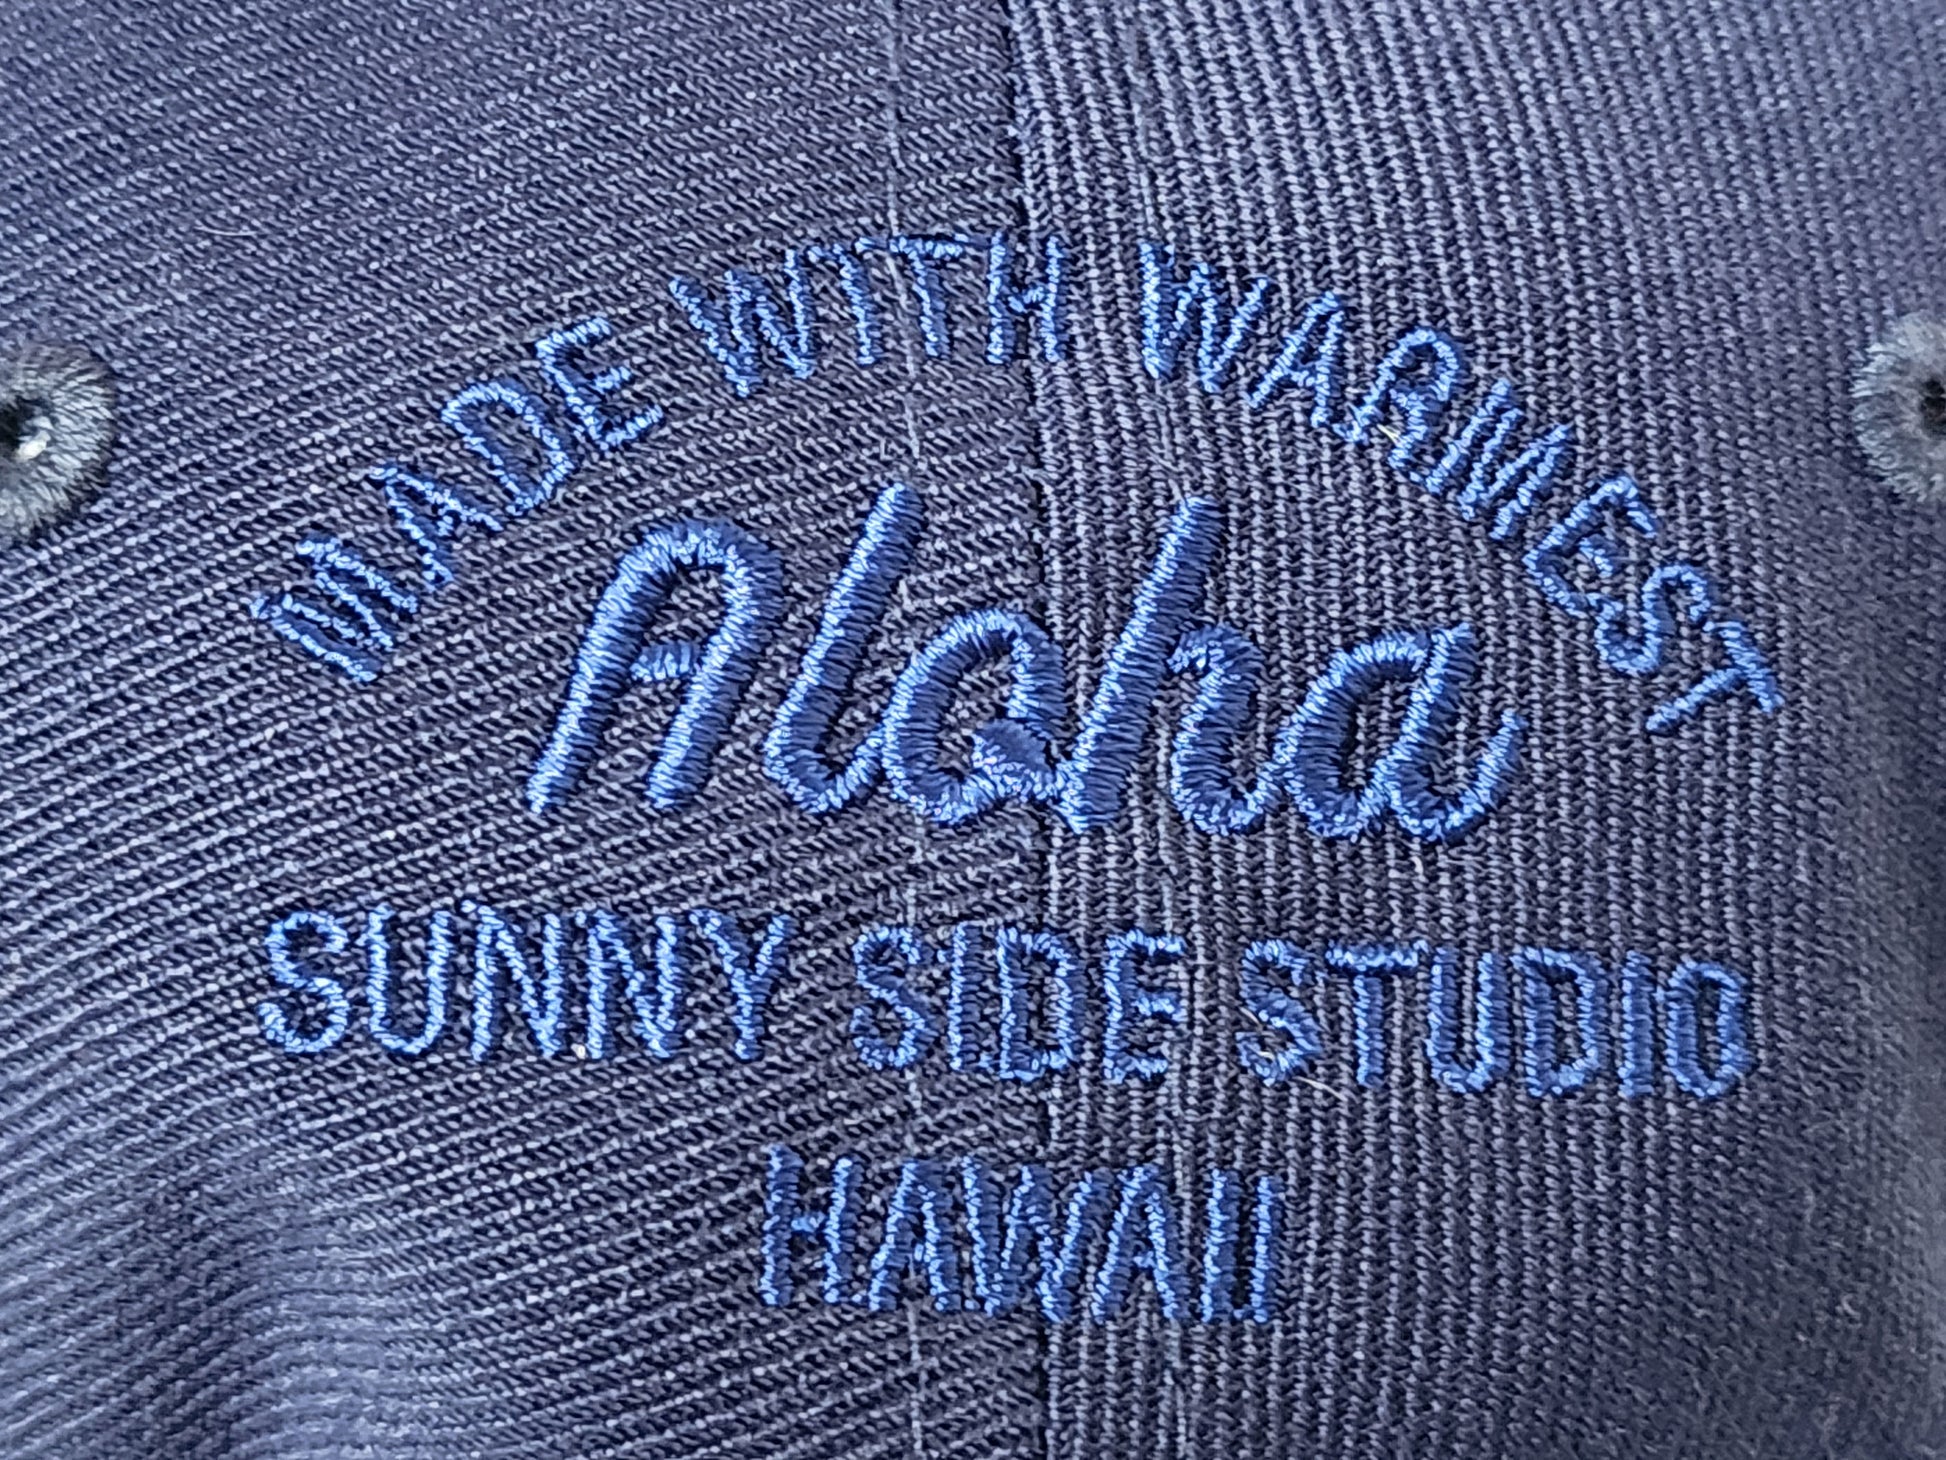 MADE WITH WARMEST
Aloha
SUNNY SIDE STUDIO
HAWAII